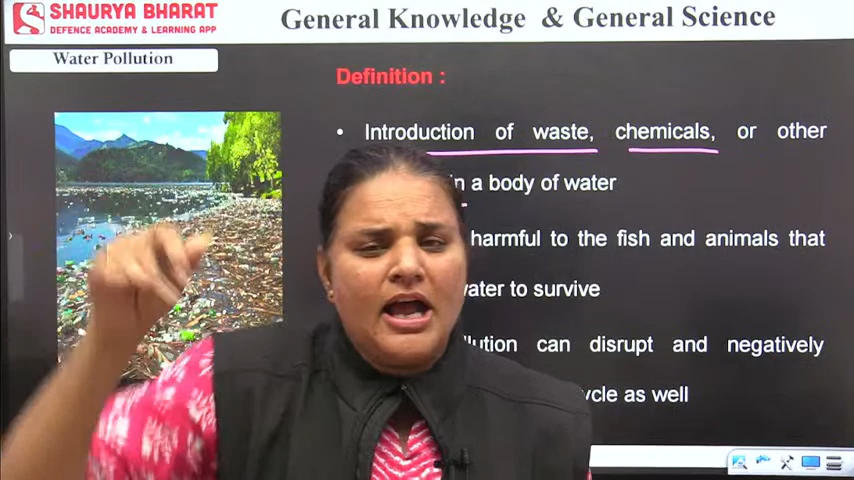 SHAURYA BHARAT
DEFENCE ACADEMY & LEARNING APP
General Knowledge & General Science
Water Pollution
Definition :
• Introduction of waste, chemicals, or other
in a body of water
harmful to the fish and animals that
water to survive
can disrupt and negatively
as well